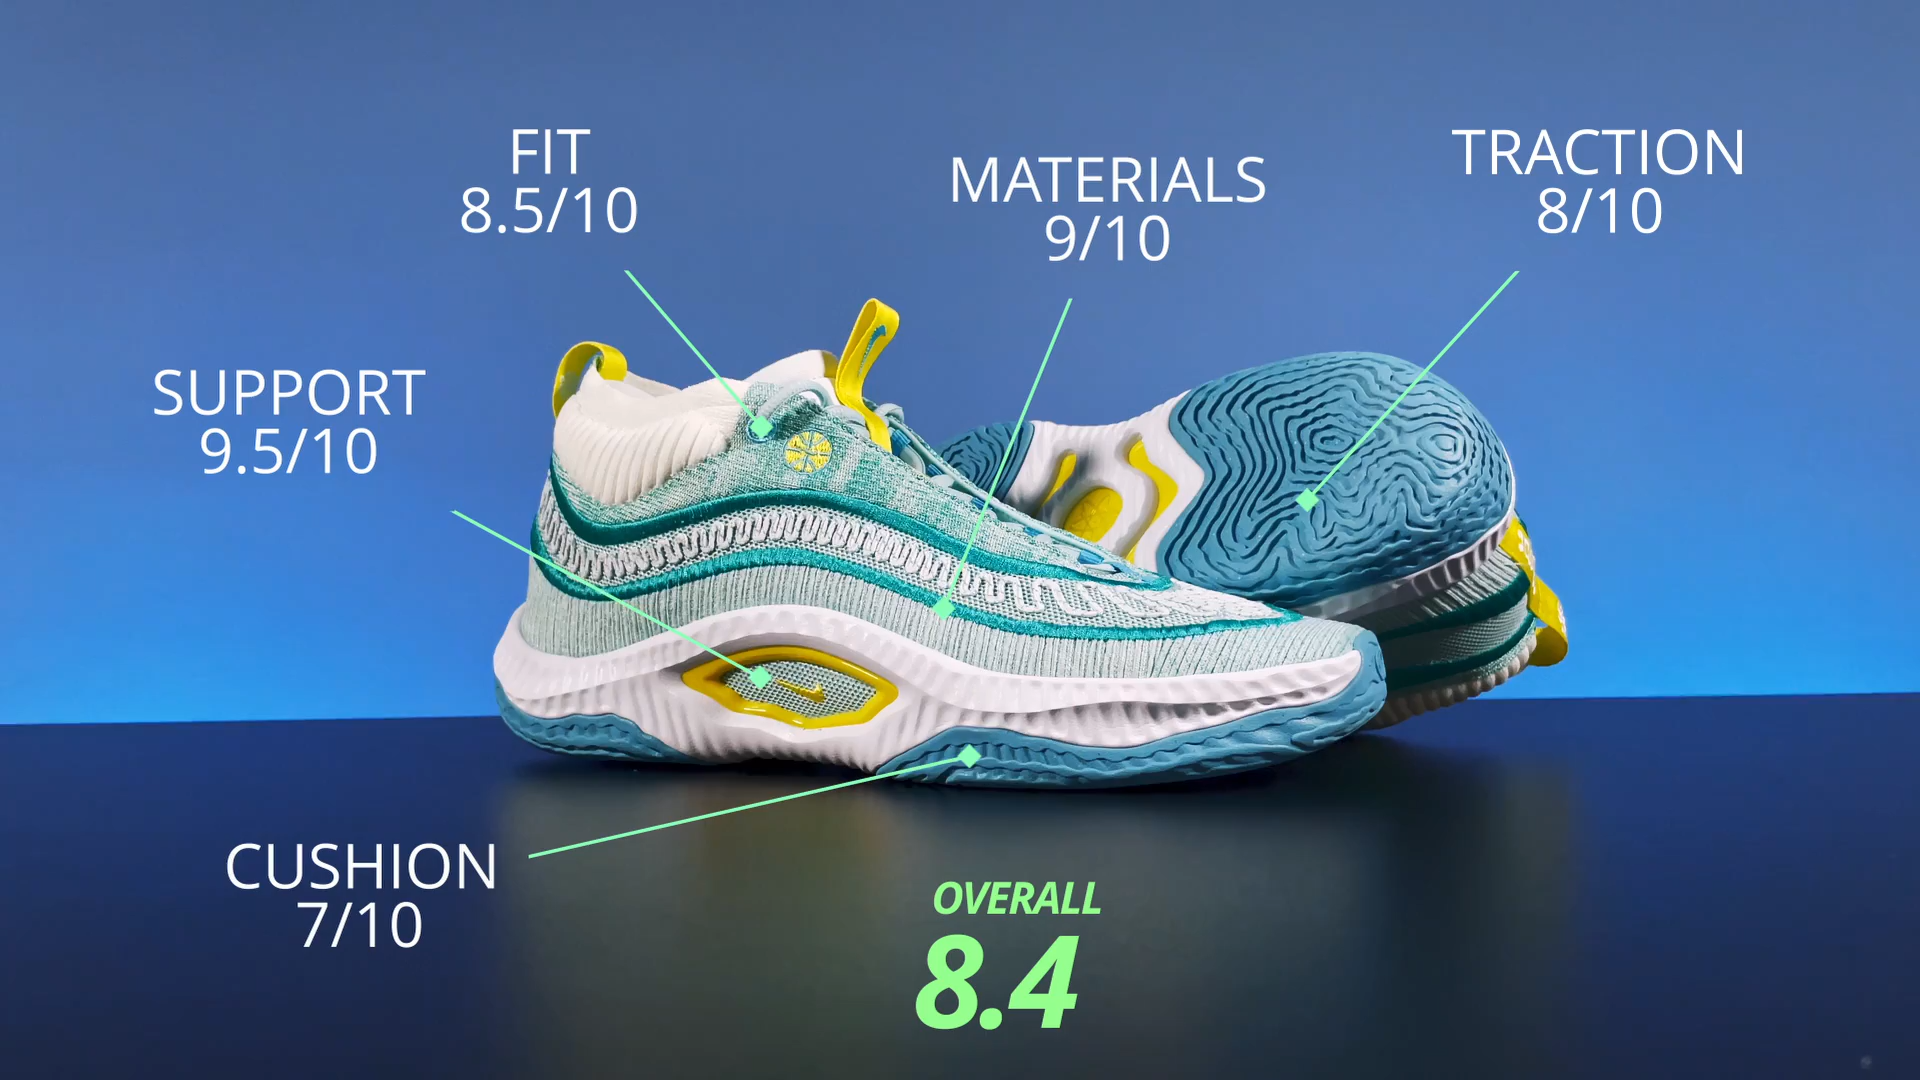 FIT
8.5/10
MATERIALS
9/10
TRACTION
8/10
SUPPORT
9.5/10
CUSHION
7/10
OVERALL
8.4